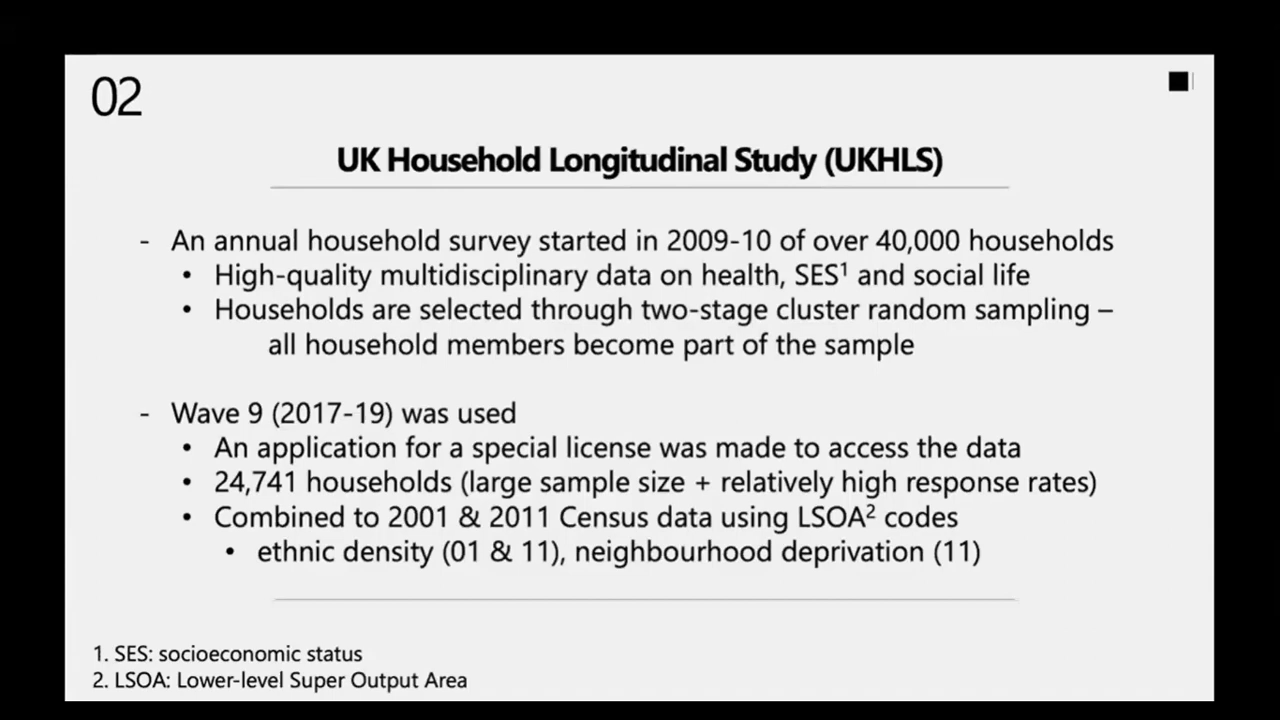 02
UK Household Longitudinal Study (UKHLS)
- An annual household survey started in 2009-10 of over 40,000 households
• High-quality multidisciplinary data on health, SES¹ and social life
• Households are selected through two-stage cluster random sampling –
all household members become part of the sample
- Wave 9 (2017-19) was used
• An application for a special license was made to access the data
• 24,741 households (large sample size + relatively high response rates)
• Combined to 2001 & 2011 Census data using LSOA² codes
• ethnic density (01 & 11), neighbourhood deprivation (11)
1. SES: socioeconomic status
2. LSOA: Lower-level Super Output Area